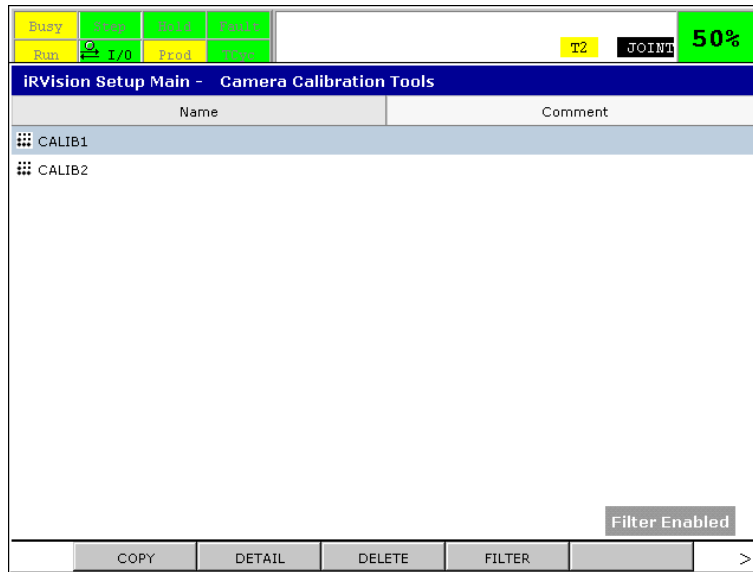 Busy Step Hold Fault
Run I/O Prod TCyc
T2 JOINT 50%
iRVision Setup Main - Camera Calibration Tools
Name Comment
CALIB1
CALIB2
Filter Enabled
COPY DETAIL DELETE FILTER >